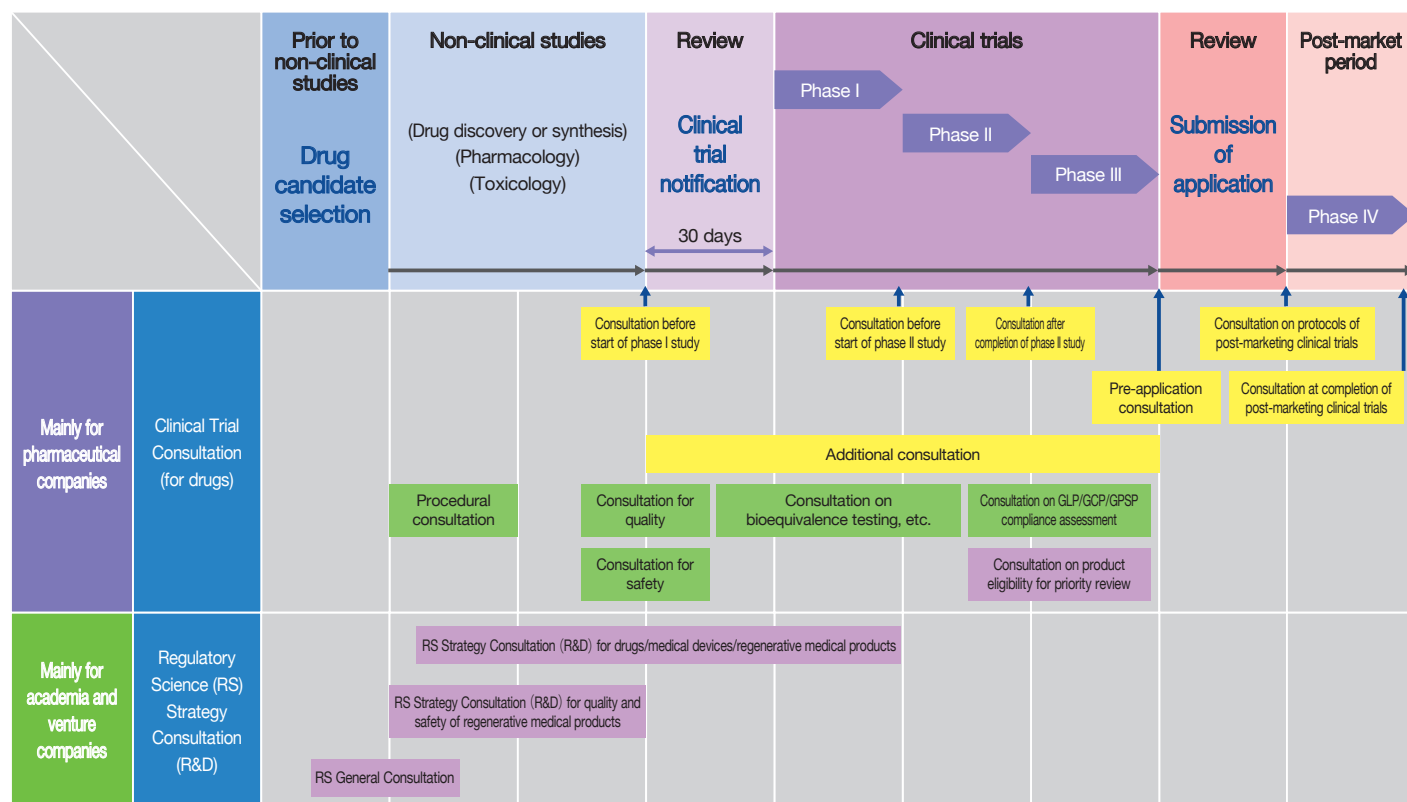 Prior to
non-clinical
studies
Drug
candidate
selection
Non-clinical studies
(Drug discovery or synthesis)
(Pharmacology)
(Toxicology)
Review
Clinical
trial
notification
30 days
Clinical trials
Phase I
Phase II
Phase III
Review
Submission
of
application
Post-market
period
Phase IV
Mainly for
pharmaceutical
companies
Clinical Trial
Consultation
(for drugs)
Consultation before
start of phase I study
Consultation before
start of phase II study
Consultation after
completion of phase II study
Consultation on protocols of
post-marketing clinical trials
Pre-application
consultation
Consultation at completion of
post-marketing clinical trials
Additional consultation
Procedural
consultation
Consultation for
quality
Consultation on
bioequivalence testing, etc.
Consultation on GLP/GCP/GPSP
compliance assessment
Consultation for
safety
Consultation on product
eligibility for priority review
Mainly for
academia and
venture
companies
Regulatory
Science (RS)
Strategy
Consultation
(R&D)
RS Strategy Consultation (R&D) for drugs/medical devices/regenerative medical products
RS Strategy Consultation (R&D) for quality and
safety of regenerative medical products
RS General Consultation